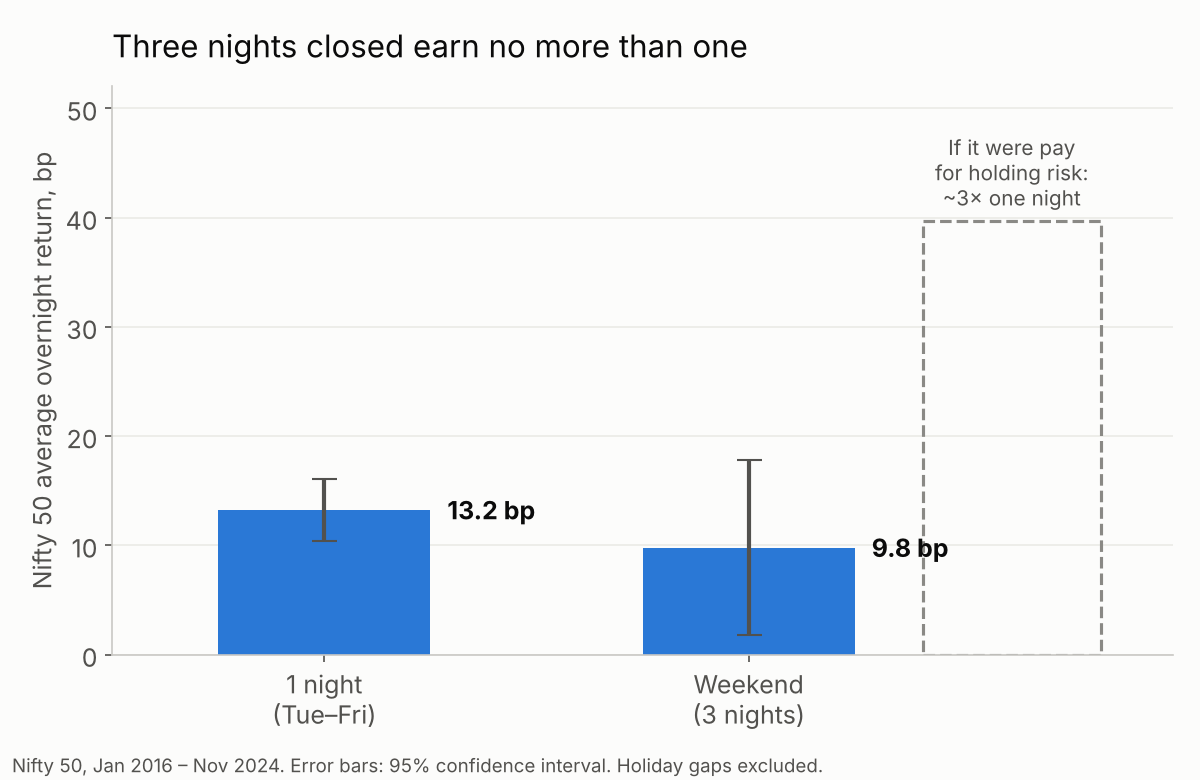 Three nights closed earn no more than one
Nifty 50 average overnight return, bp
50
40
30
20
10
0
If it were pay
for holding risk:
~3× one night
13.2 bp
9.8 bp
1 night
(Tue–Fri)
Weekend
(3 nights)
Nifty 50, Jan 2016 – Nov 2024. Error bars: 95% confidence interval. Holiday gaps excluded.